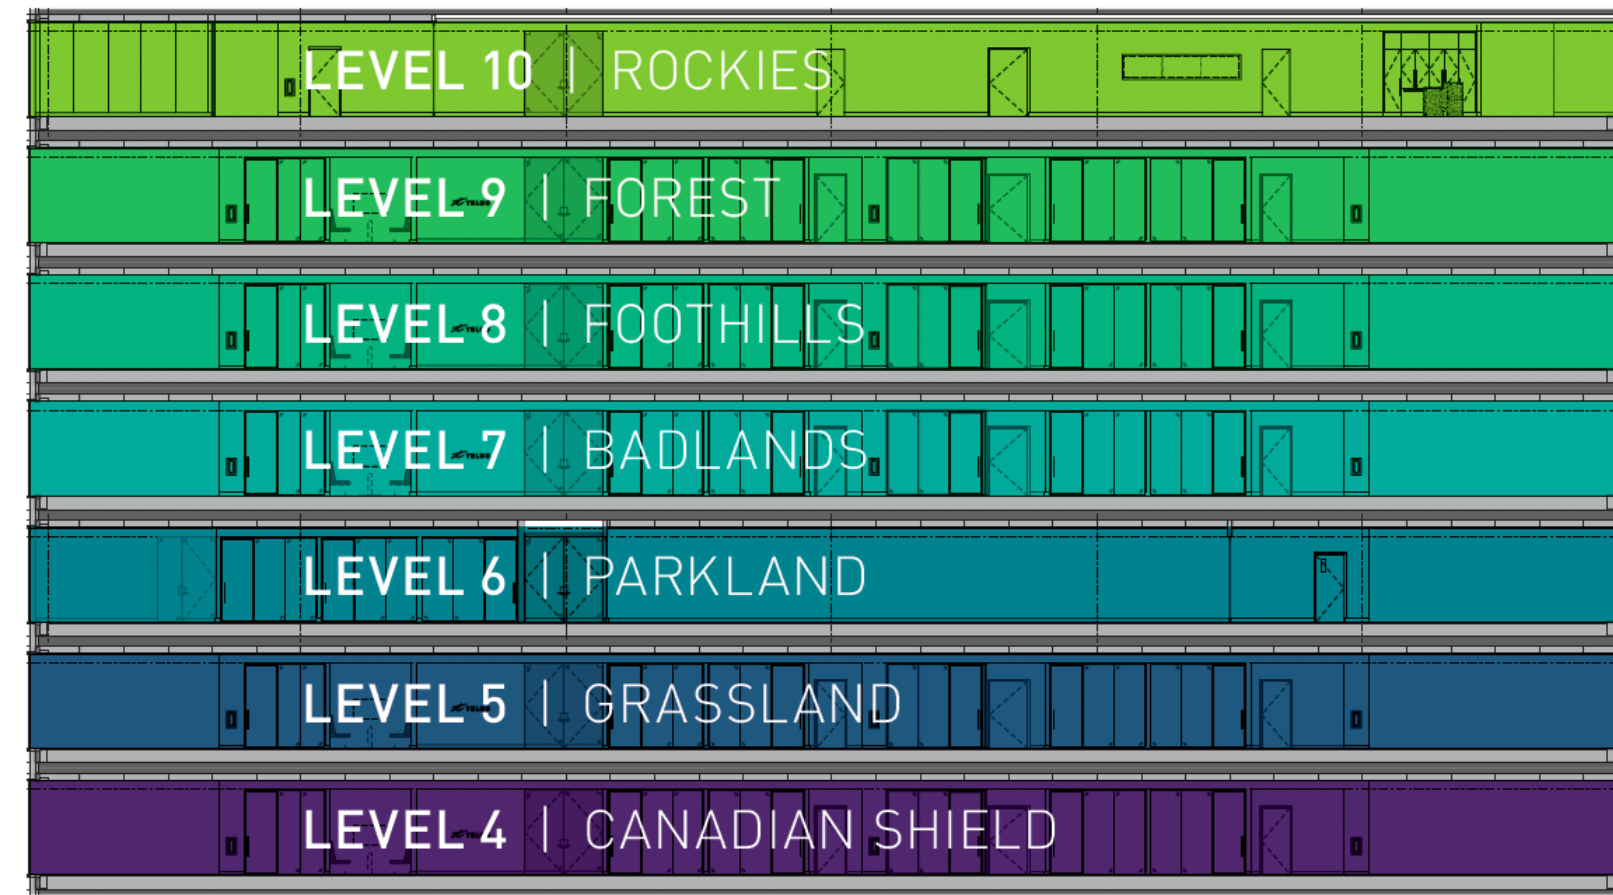 LEVEL 10 | ROCKIES
LEVEL 9 | FOREST
LEVEL 8 | FOOTHILLS
LEVEL 7 | BADLANDS
LEVEL 6 | PARKLAND
LEVEL 5 | GRASSLAND
LEVEL 4 | CANADIAN SHIELD